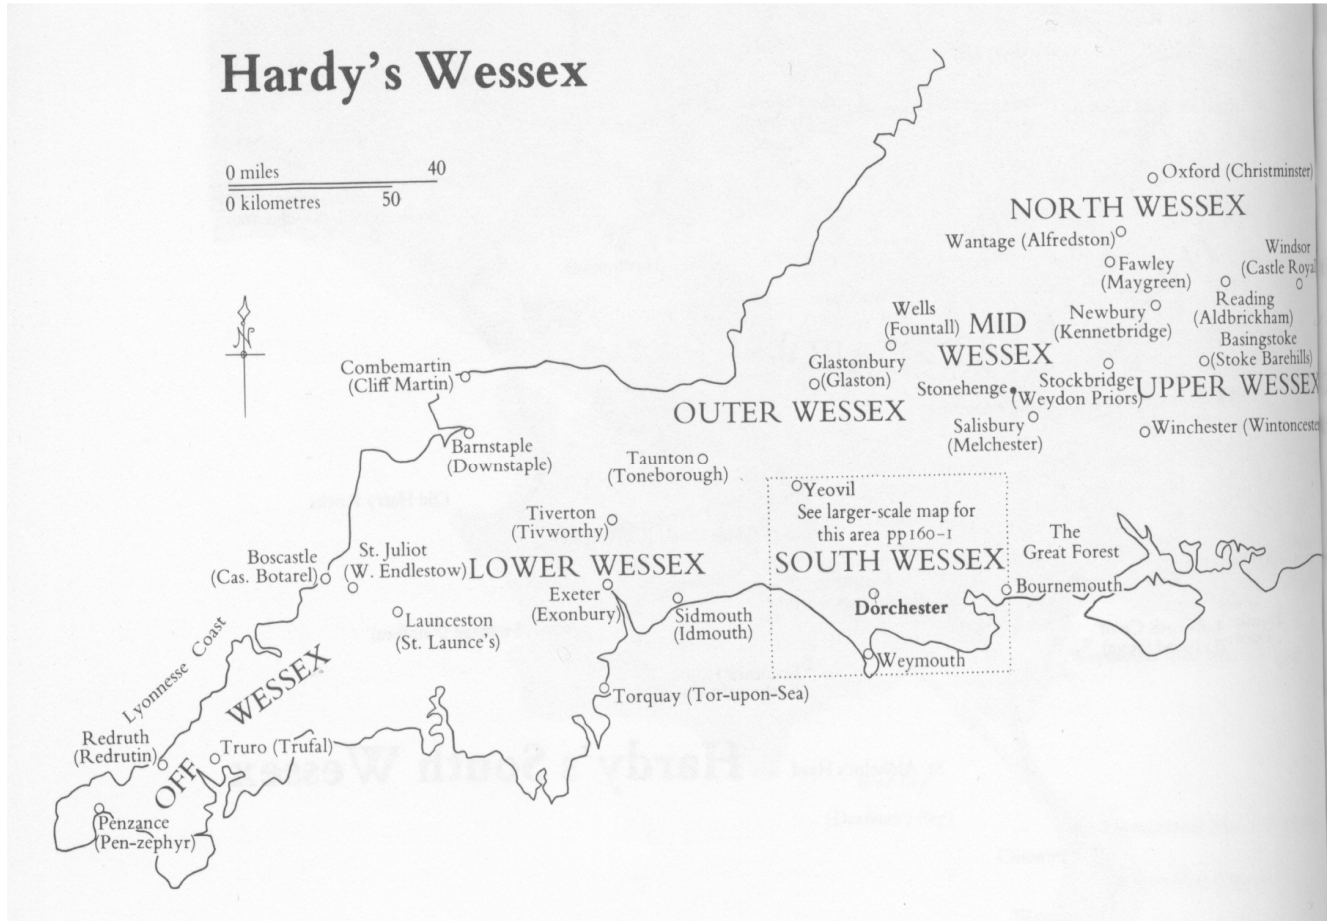 Hardy's Wessex
0 miles 40
0 kilometres 50
N
Oxford (Christminster)
NORTH WESSEX
Wantage (Alfredston)
Fawley
(Maygreen)
Windsor
(Castle Royal
Reading
(Aldbrickham)
Newbury
(Kennetbridge)
Basingstoke
(Stoke Barehills)
Wells
(Fountall)
MID
WESSEX
Glastonbury
(Glaston)
Stonehenge
Stockbridge
(Weydon Priors)
UPPER WESSEX
Combemartin
(Cliff Martin)
OUTER WESSEX
Salisbury
(Melchester)
Winchester (Wintonceste
Barnstaple
(Downstaple)
Taunton
(Toneborough)
Yeovil
See larger-scale map for
this area pp160-1
SOUTH WESSEX
Tiverton
(Tivworthy)
The
Great Forest
Boscastle
(Cas. Botarel)
St. Juliot
(W. Endlestow)
LOWER WESSEX
Exeter
(Exonbury)
Sidmouth
(Idmouth)
Dorchester
Bournemouth
Launceston
(St. Launce's)
Weymouth
Lyonnesse Coast
Torquay (Tor-upon-Sea)
OFF WESSEX
Redruth
(Redrutin)
Truro (Trufal)
Penzance
(Pen-zephyr)